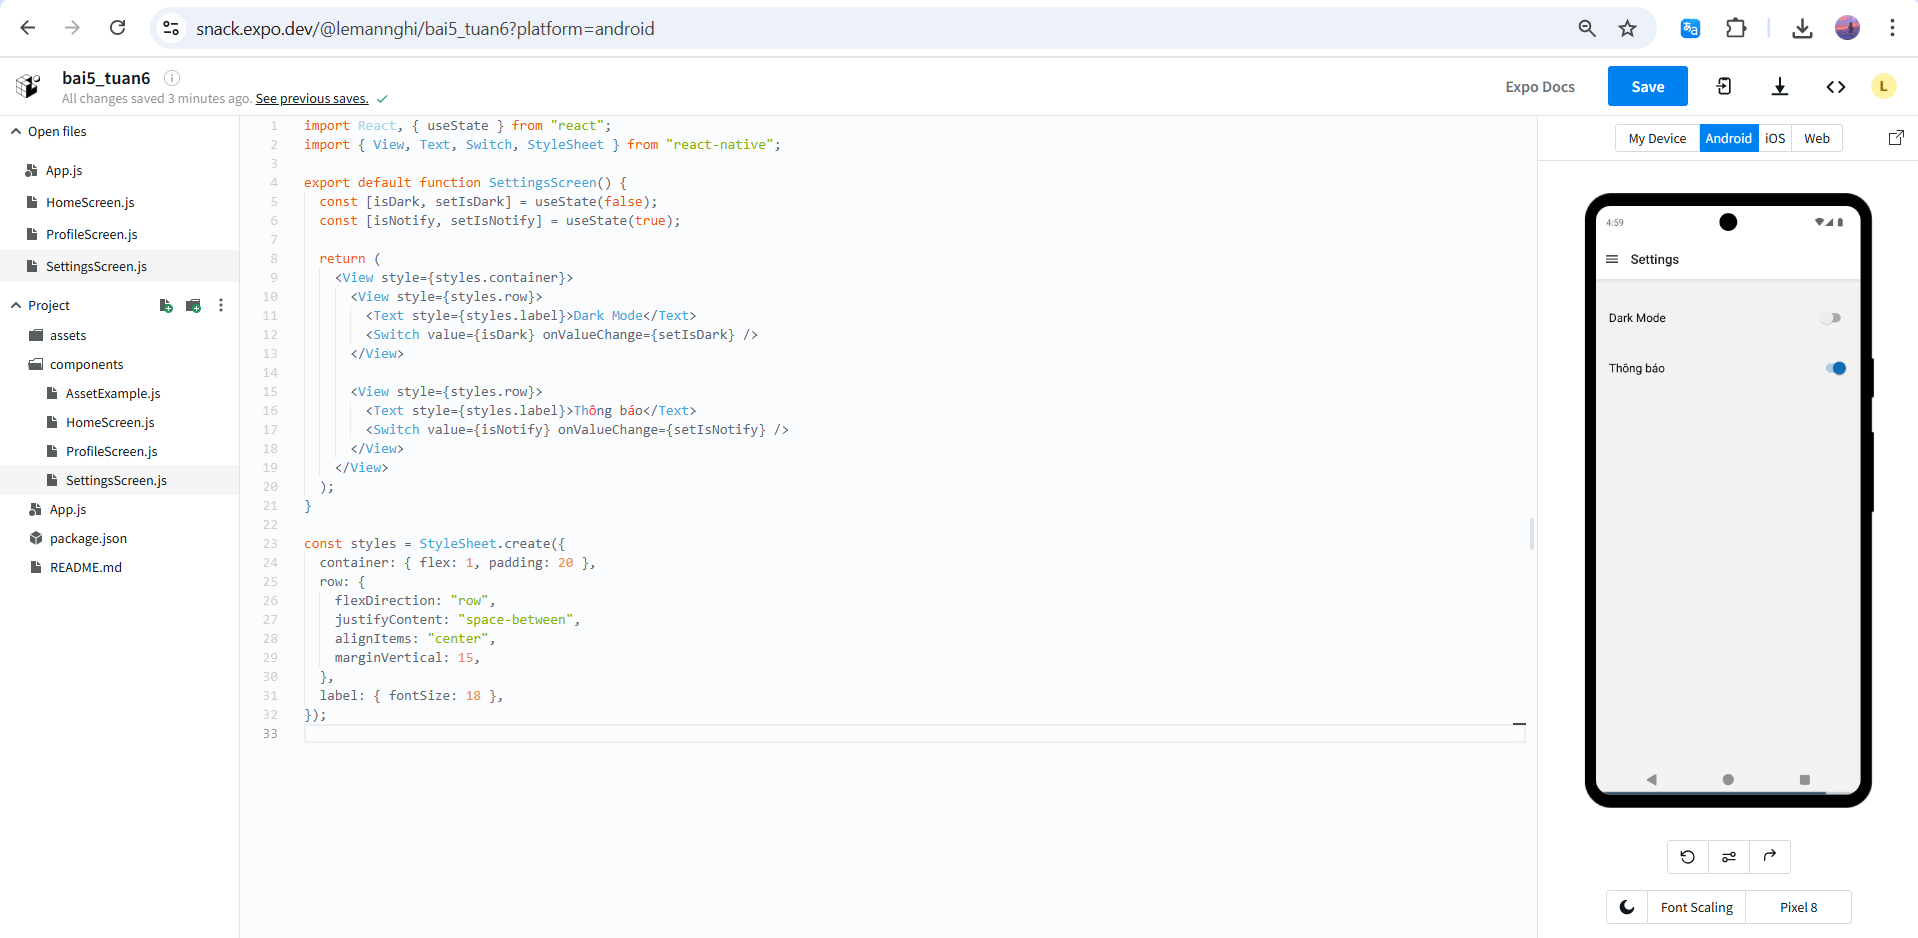 snack.expo.dev/@lemannghi/bai5_tuan6?platform=android
bai5_tuan6
All changes saved 3 minutes ago. See previous saves.
Expo Docs
Save
L
Open files
App.js
HomeScreen.js
ProfileScreen.js
SettingsScreen.js
Project
assets
components
AssetExample.js
HomeScreen.js
ProfileScreen.js
SettingsScreen.js
App.js
package.json
README.md
1 import React, { useState } from "react";
2 import { View, Text, Switch, StyleSheet } from "react-native";
3
4 export default function SettingsScreen() {
5 const [isDark, setIsDark] = useState(false);
6 const [isNotify, setIsNotify] = useState(true);
7
8 return (
9 <View style={styles.container}>
10 <View style={styles.row}>
11 <Text style={styles.label}>Dark Mode</Text>
12 <Switch value={isDark} onValueChange={setIsDark} />
13 </View>
14
15 <View style={styles.row}>
16 <Text style={styles.label}>Thông báo</Text>
17 <Switch value={isNotify} onValueChange={setIsNotify} />
18 </View>
19 </View>
20 );
21 }
22
23 const styles = StyleSheet.create({
24 container: { flex: 1, padding: 20 },
25 row: {
26 flexDirection: "row",
27 justifyContent: "space-between",
28 alignItems: "center",
29 marginVertical: 15,
30 },
31 label: { fontSize: 18 },
32 });
33
My Device Android iOS Web
4:59
Settings
Dark Mode
Thông báo
Font Scaling
Pixel 8